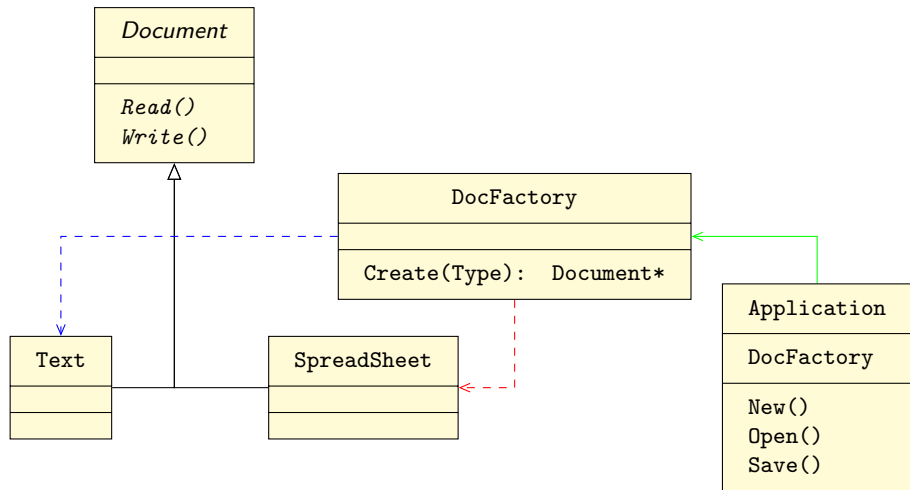 Document
Read()
Write()
DocFactory
Create(Type): Document*
Text
SpreadSheet
Application
DocFactory
New()
Open()
Save()